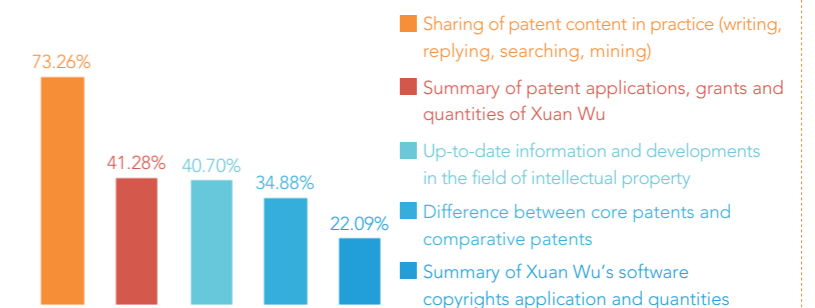 73.26%
41.28%
40.70%
34.88%
22.09%
Sharing of patent content in practice (writing,
replying, searching, mining)
Summary of patent applications, grants and
quantities of Xuan Wu
Up-to-date information and developments
in the field of intellectual property
Difference between core patents and
comparative patents
Summary of Xuan Wu’s software
copyrights application and quantities